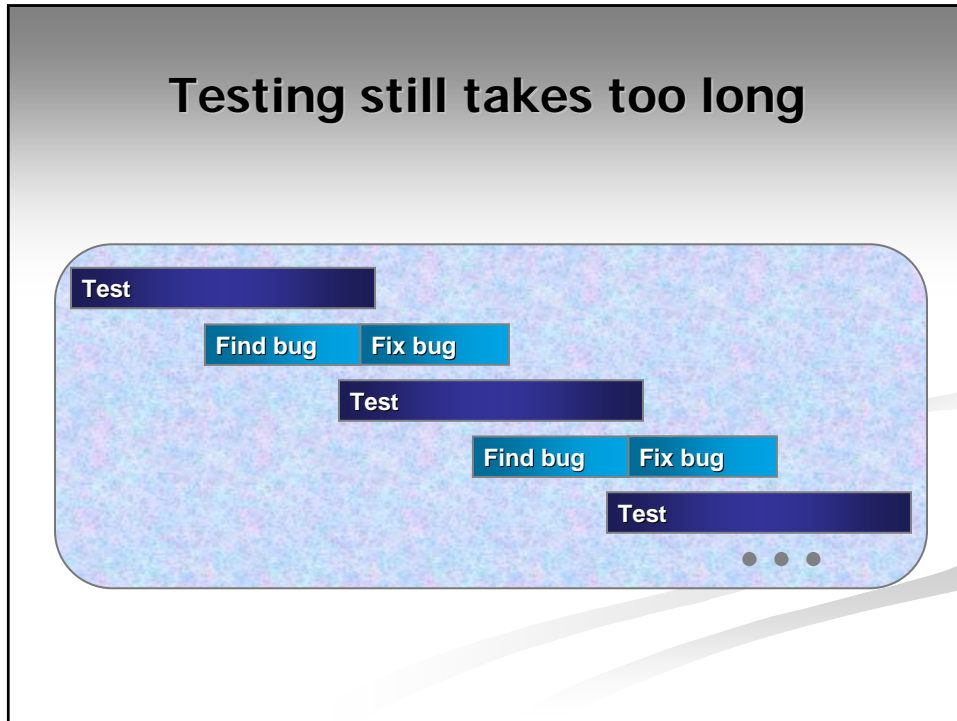 Testing still takes too long
Test
Find bug Fix bug
Test
Find bug Fix bug
Test
• • •